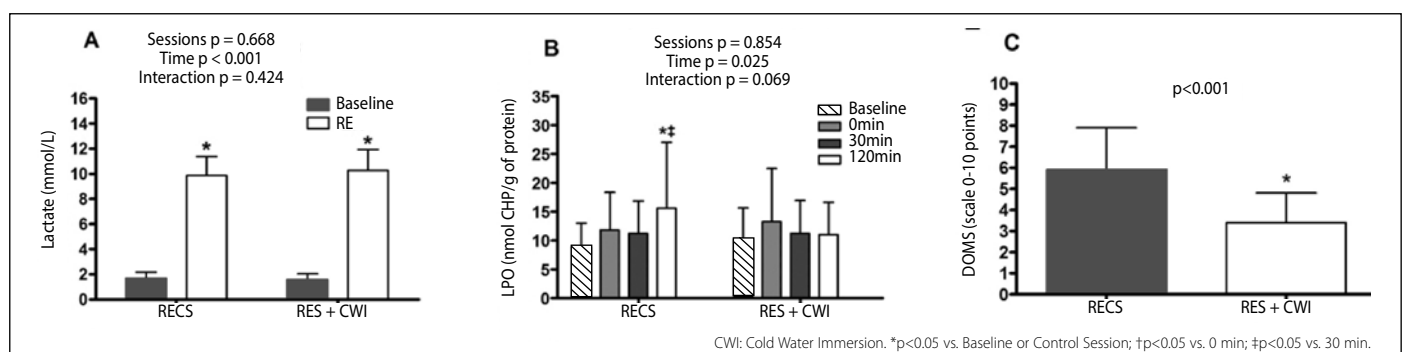 A
Sessions p = 0.668
Time p < 0.001
Interaction p = 0.424
Lactate (mmol/L)
16
14
12
10
8
6
4
2
0
Baseline
RE
*
*
RECS
RES + CWI
B
Sessions p = 0.854
Time p = 0.025
Interaction p = 0.069
LPO (nmol CHP/g of protein)
35
30
25
20
15
10
5
0
Baseline
0min
30min
120min
*‡
RECS
RES + CWI
C
p<0.001
DOMS (scale 0-10 points)
10
9
8
7
6
5
4
3
2
1
0
*
RECS
RES + CWI
CWI: Cold Water Immersion. *p<0.05 vs. Baseline or Control Session; †p<0.05 vs. 0 min; ‡p<0.05 vs. 30 min.